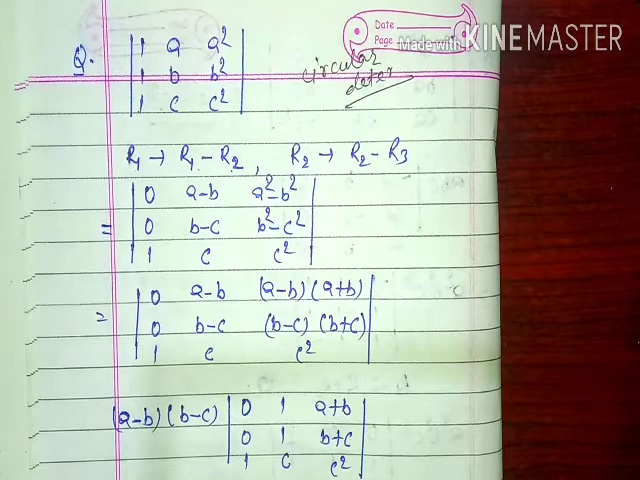 Date
Page
Made with KINEMASTER
Q. | 1 a a² |
| 1 b b² |
| 1 c c² |
circular
deter
R₁ → R₁ - R₂, R₂ → R₂ - R₃
| 0 a-b a²-b² |
= | 0 b-c b²-c² |
| 1 c c² |
| 0 a-b (a-b)(a+b) |
= | 0 b-c (b-c)(b+c) |
| 1 c c² |
(a-b)(b-c) | 0 1 a+b |
| 0 1 b+c |
| 1 c c² |